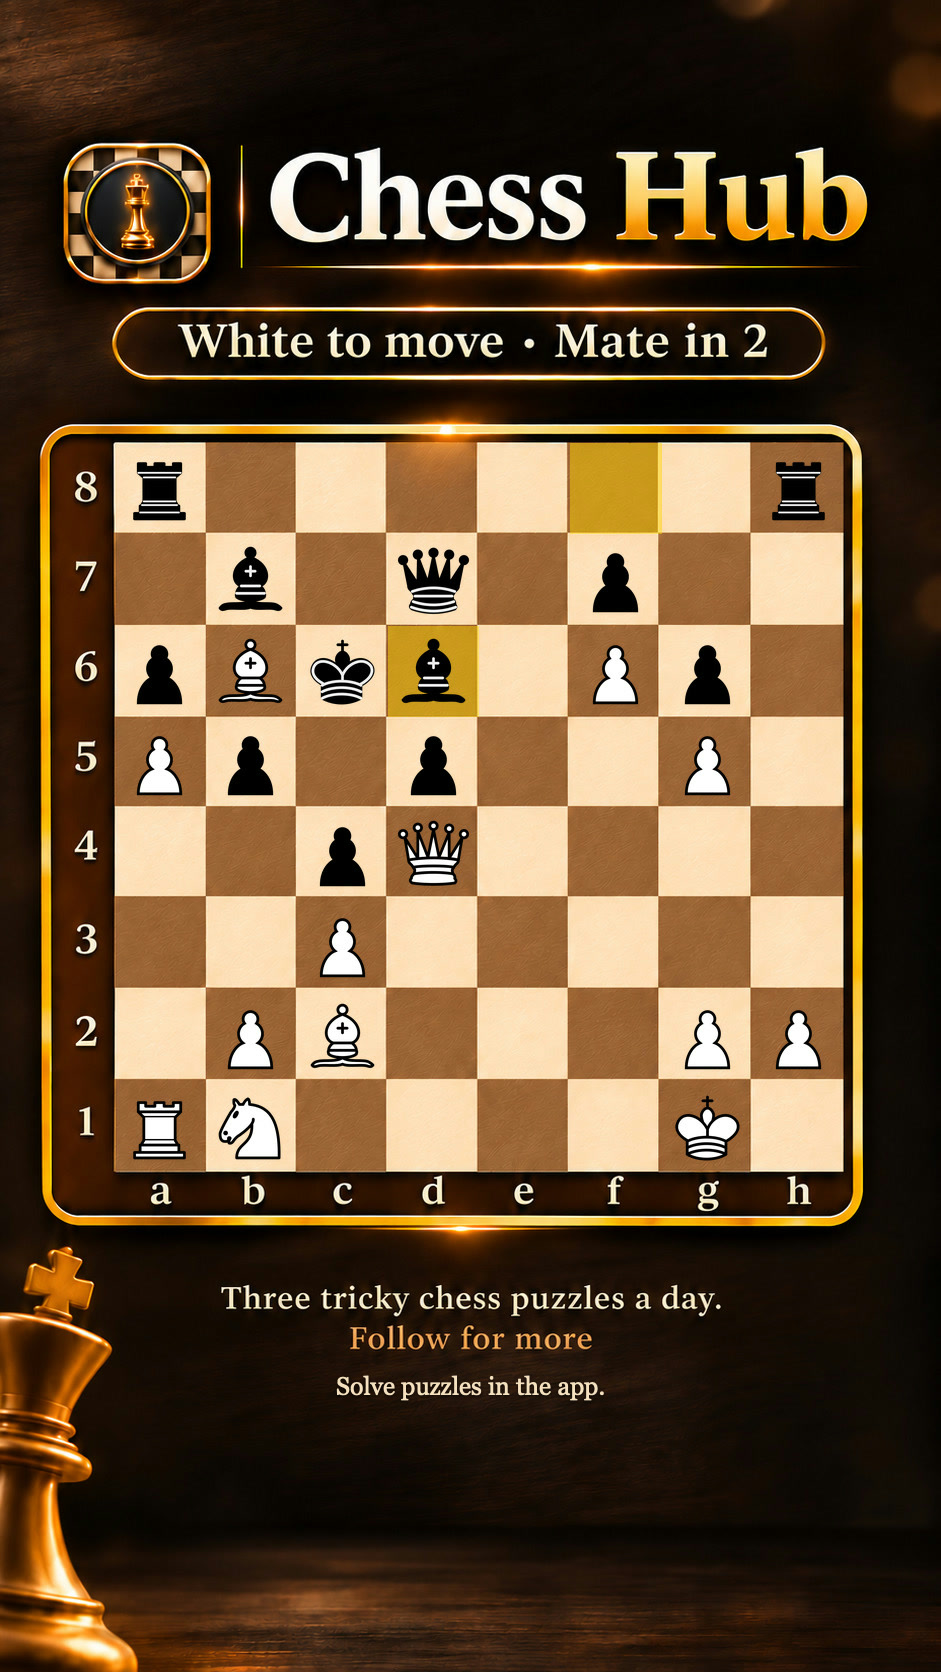 Chess Hub
White to move • Mate in 2
8
7
6
5
4
3
2
1
a b c d e f g h
Three tricky chess puzzles a day.
Follow for more
Solve puzzles in the app.